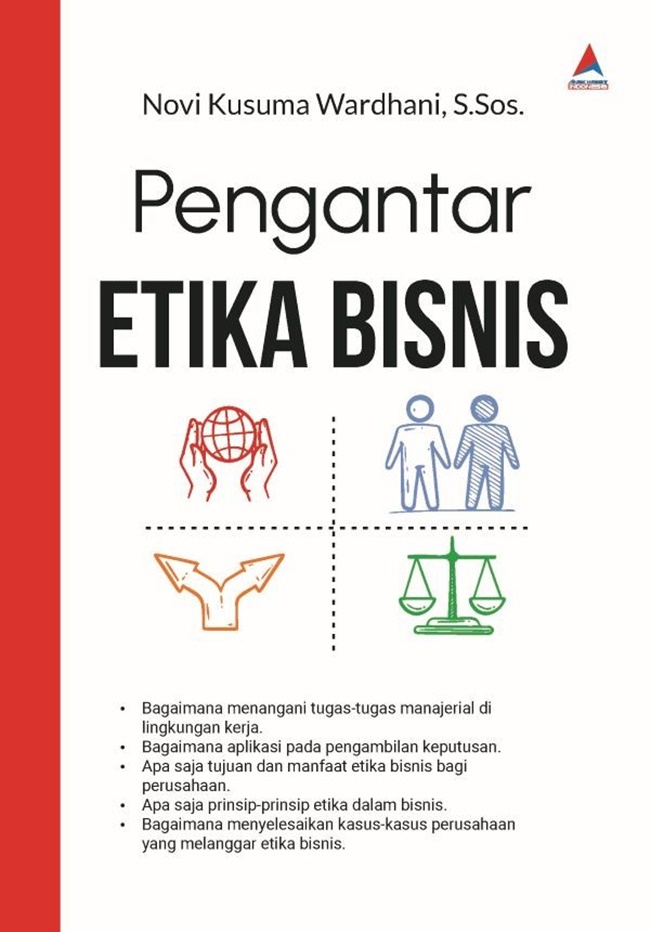 INDONESIA
Novi Kusuma Wardhani, S.Sos.
Pengantar
ETIKA BISNIS
• Bagaimana menangani tugas-tugas manajerial di
lingkungan kerja.
• Bagaimana aplikasi pada pengambilan keputusan.
• Apa saja tujuan dan manfaat etika bisnis bagi
perusahaan.
• Apa saja prinsip-prinsip etika dalam bisnis.
• Bagaimana menyelesaikan kasus-kasus perusahaan
yang melanggar etika bisnis.